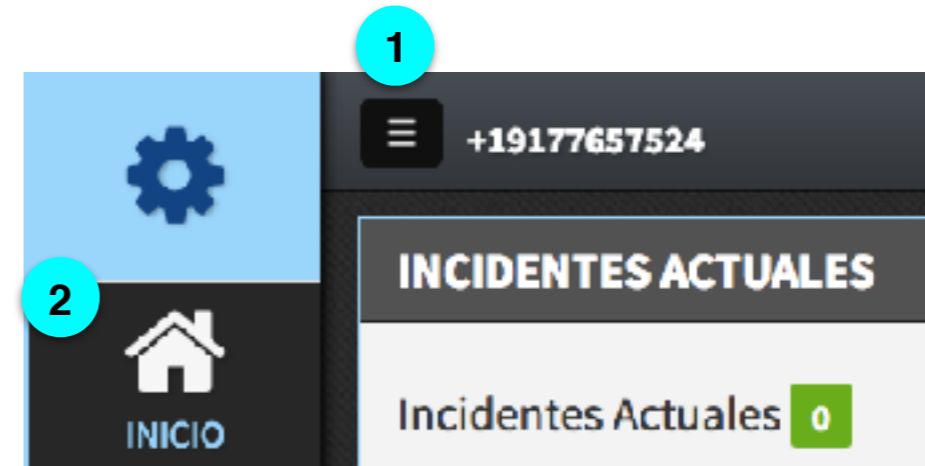 1
+19177657524
INCIDENTES ACTUALES
2
INICIO
Incidentes Actuales 0